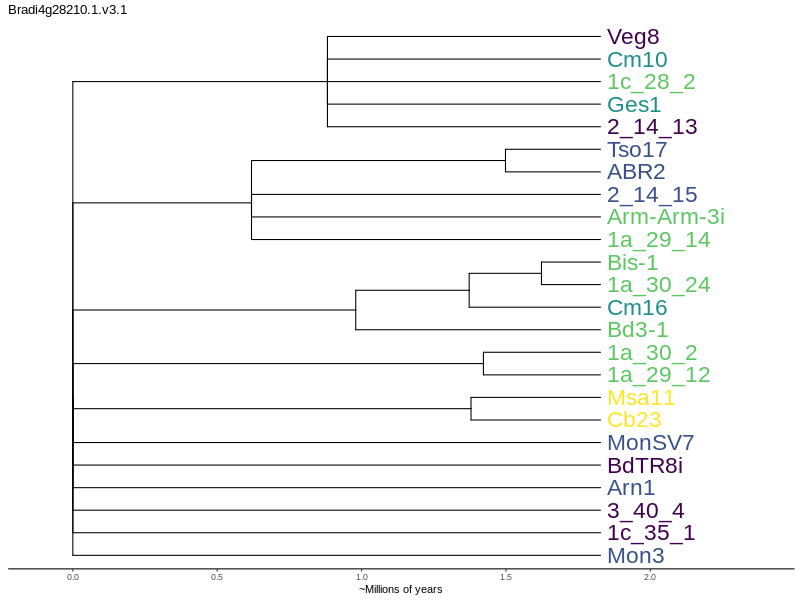 Bradi4g28210.1.v3.1
Veg8
Cm10
1c_28_2
Ges1
2_14_13
Tso17
ABR2
2_14_15
Arm-Arm-3i
1a_29_14
Bis-1
1a_30_24
Cm16
Bd3-1
1a_30_2
1a_29_12
Msa11
Cb23
MonSV7
BdTR8i
Arn1
3_40_4
1c_35_1
Mon3
0.0 0.5 1.0 1.5 2.0
~Millions of years